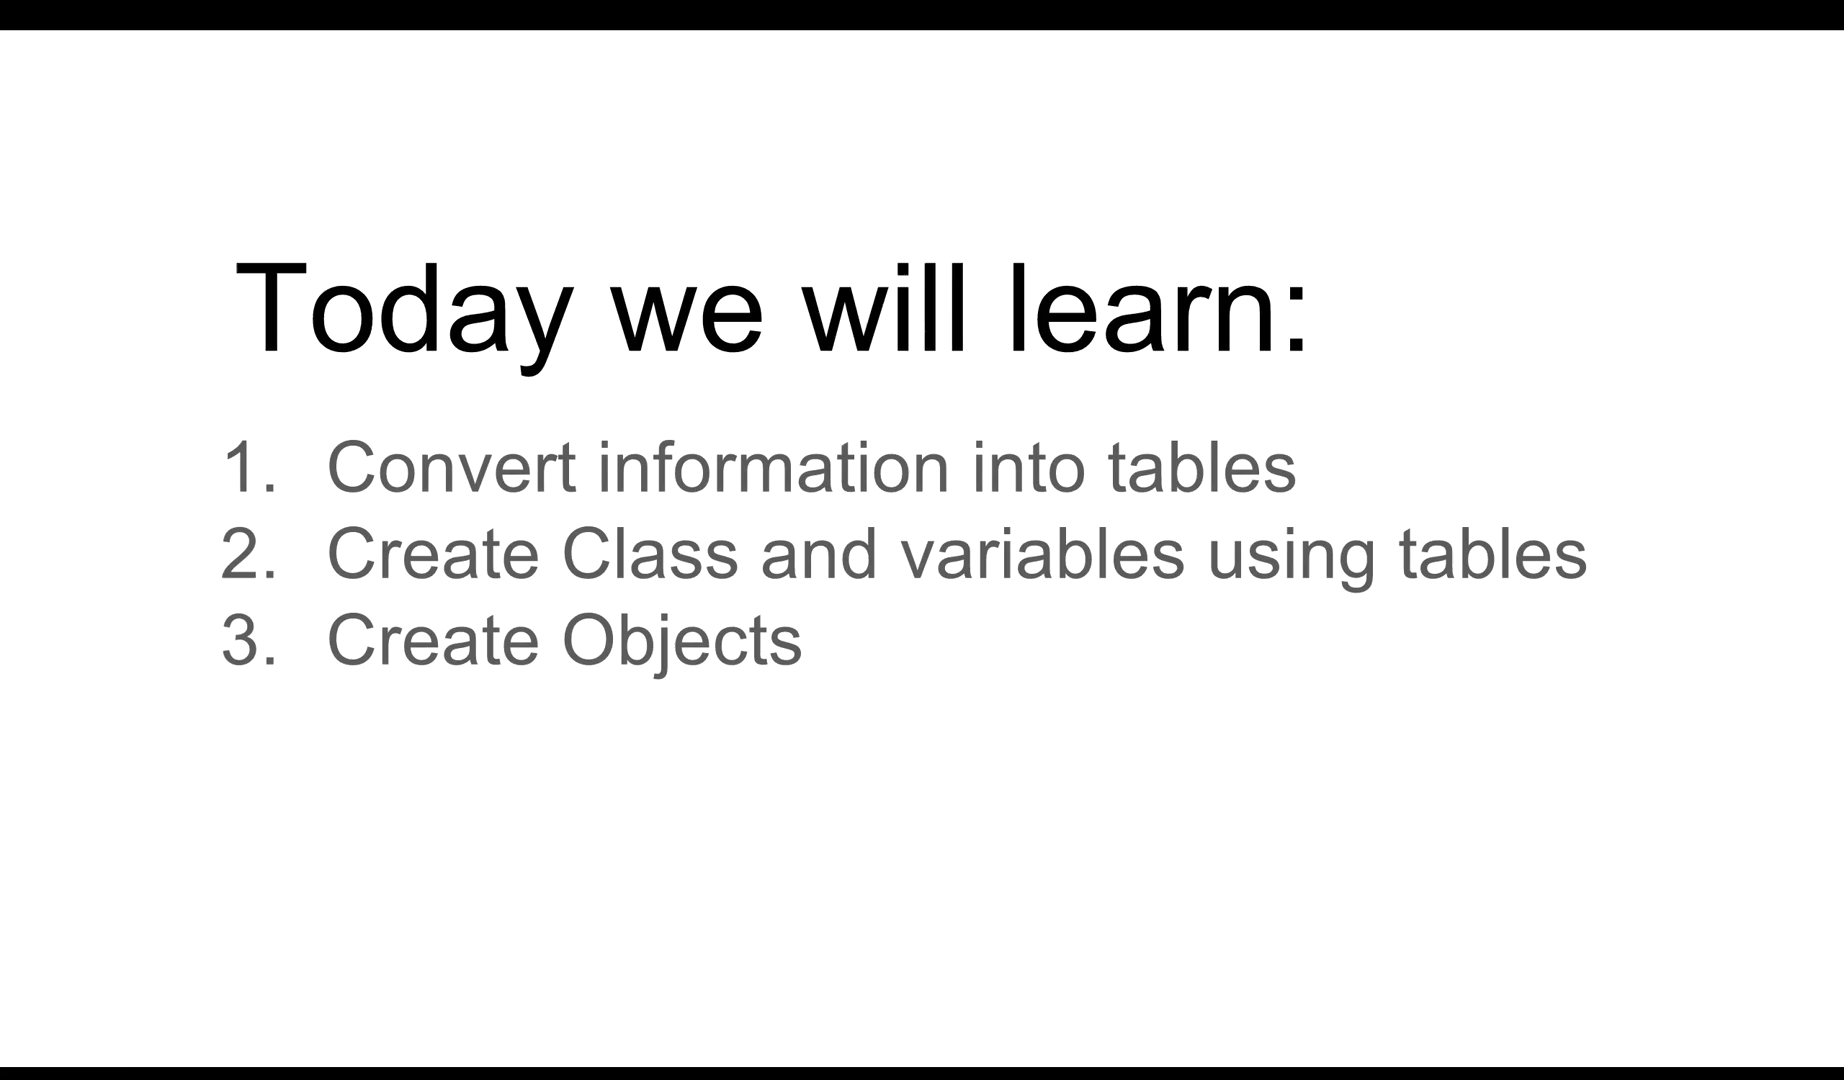 Today we will learn:
1. Convert information into tables
2. Create Class and variables using tables
3. Create Objects